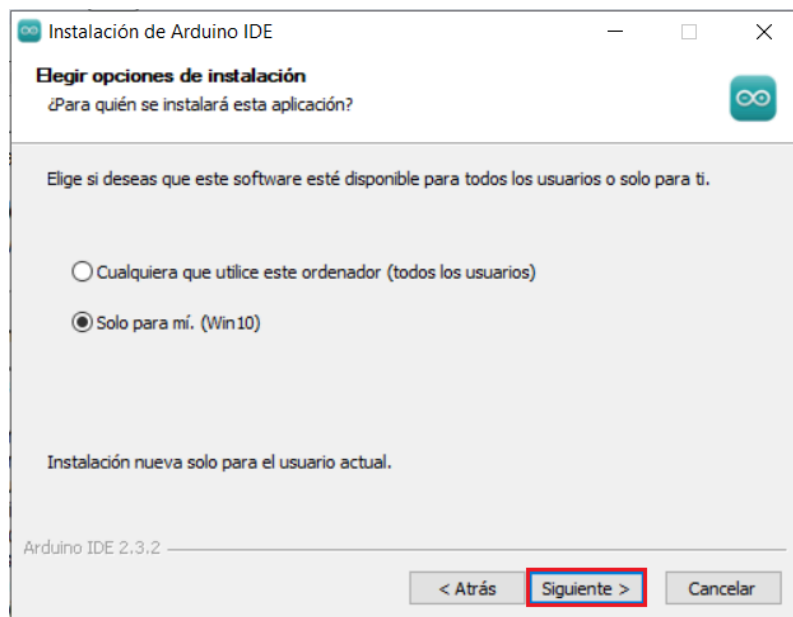 Instalación de Arduino IDE
Elegir opciones de instalación
¿Para quién se instalará esta aplicación?
Elige si deseas que este software esté disponible para todos los usuarios o solo para ti.
Cualquiera que utilice este ordenador (todos los usuarios)
Solo para mí. (Win10)
Instalación nueva solo para el usuario actual.
Arduino IDE 2.3.2
< Atrás Siguiente > Cancelar